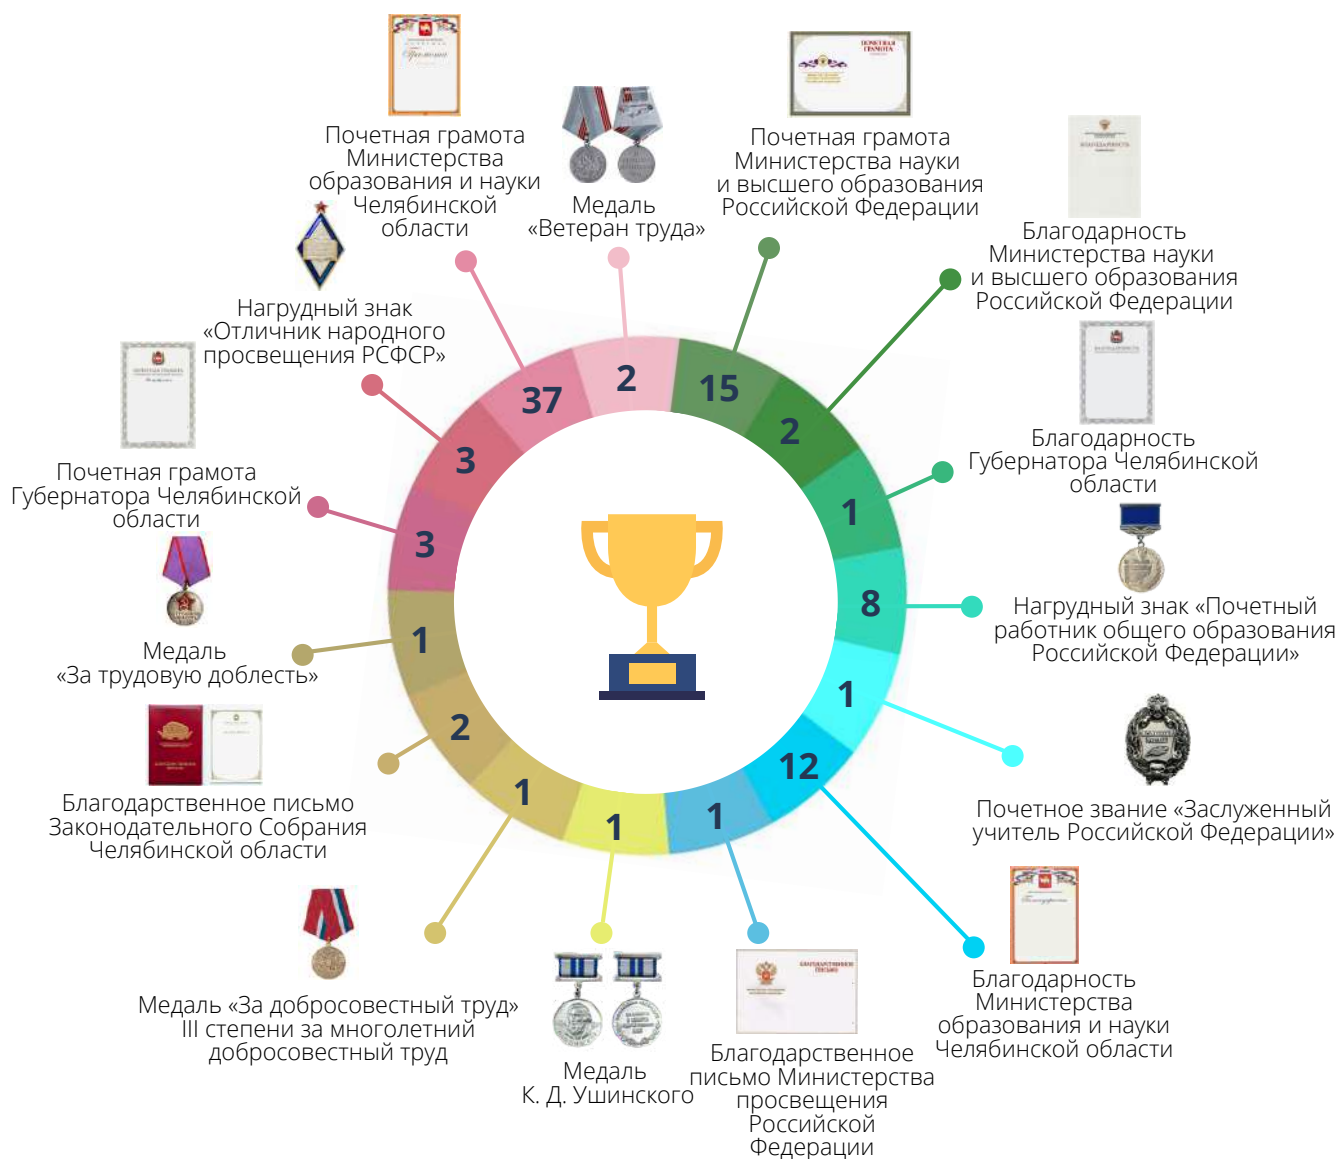 Почетная грамота
Министерства
образования и науки
Челябинской
области
Медаль
«Ветеран труда»
ПОЧЕТНАЯ
ГРАМОТА
Почетная грамота
Министерства науки
и высшего образования
Российской Федерации
БЛАГОДАРНОСТЬ
Благодарность
Министерства науки
и высшего образования
Российской Федерации
Нагрудный знак
«Отличник народного
просвещения РСФСР»
Благодарность
Губернатора Челябинской
области
Почетная грамота
Губернатора Челябинской
области
Нагрудный знак «Почетный
работник общего образования
Российской Федерации»
Медаль
«За трудовую доблесть»
Почетное звание «Заслуженный
учитель Российской Федерации»
Благодарственное письмо
Законодательного Собрания
Челябинской области
Благодарность
Министерства
образования и науки
Челябинской области
Медаль «За добросовестный труд»
III степени за многолетний
добросовестный труд
Медаль
К. Д. Ушинского
БЛАГОДАРСТВЕННОЕ
ПИСЬМО
Благодарственное
письмо Министерства
просвещения
Российской
Федерации
37
2
15
2
1
8
1
12
1
1
1
2
1
3
3